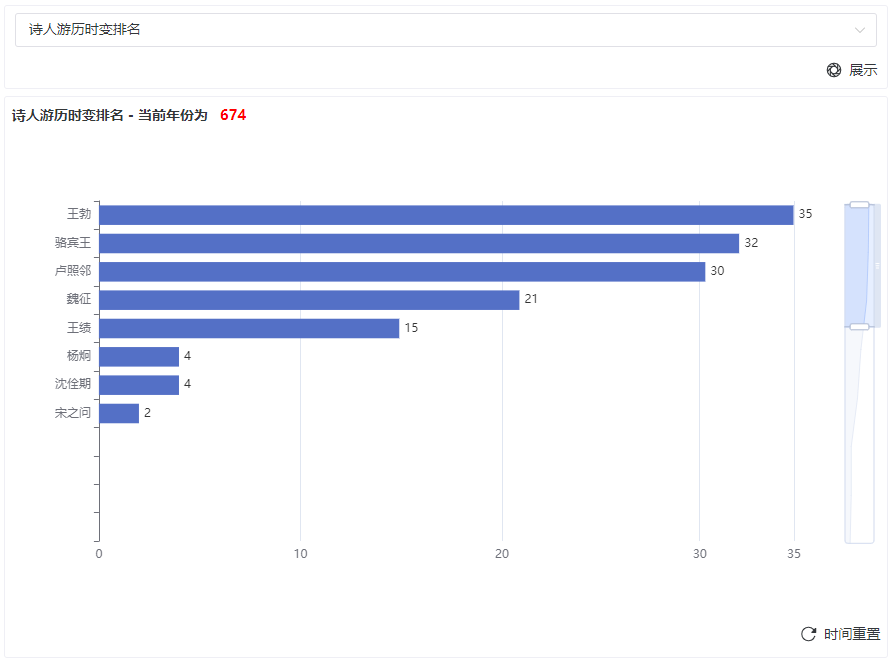 诗人游历时变排名
展示
诗人游历时变排名 - 当前年份为 674
王勃 35
骆宾王 32
卢照邻 30
魏征 21
王绩 15
杨炯 4
沈佺期 4
宋之问 2
0 10 20 30 35
时间重置